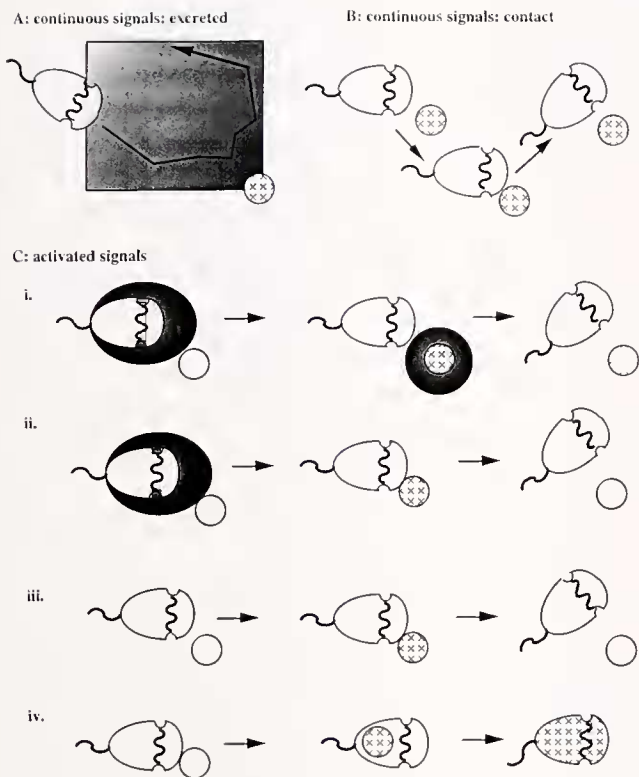 A: continuous signals: excreted
B: continuous signals: contact
C: activated signals
i.
ii.
iii.
iv.